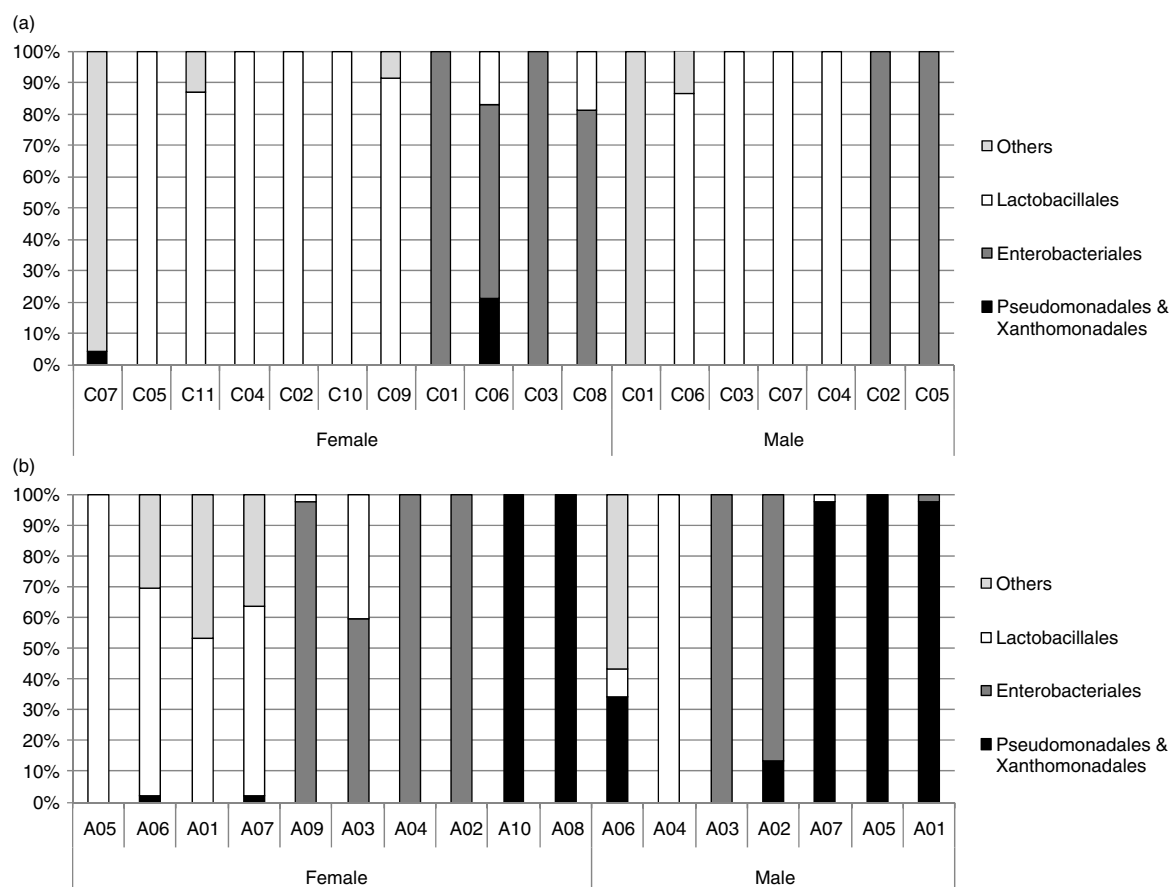 (a)
100%
90%
80%
70%
60%
50%
40%
30%
20%
10%
0%
C07 C05 C11 C04 C02 C10 C09 C01 C06 C03 C08 C01 C06 C03 C07 C04 C02 C05
Female Male
Others
Lactobacillales
Enterobacteriales
Pseudomonadales &
Xanthomonadales
(b)
100%
90%
80%
70%
60%
50%
40%
30%
20%
10%
0%
A05 A06 A01 A07 A09 A03 A04 A02 A10 A08 A06 A04 A03 A02 A07 A05 A01
Female Male
Others
Lactobacillales
Enterobacteriales
Pseudomonadales &
Xanthomonadales